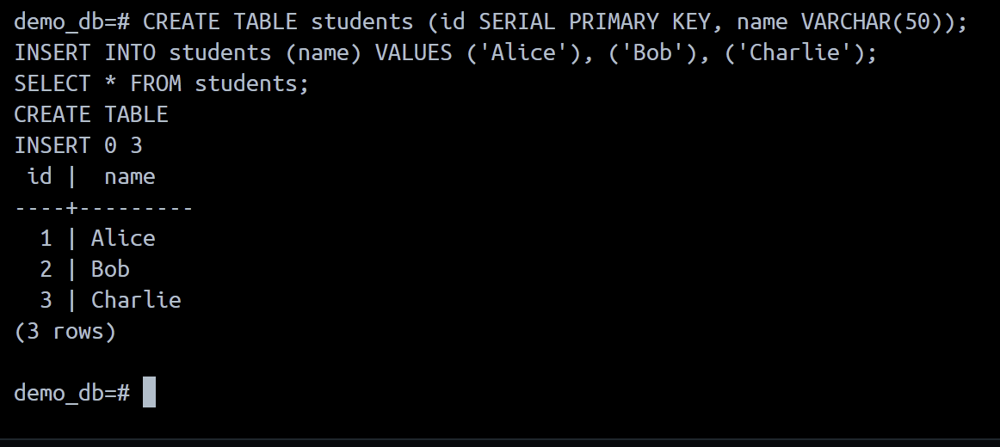 demo_db=# CREATE TABLE students (id SERIAL PRIMARY KEY, name VARCHAR(50));
INSERT INTO students (name) VALUES ('Alice'), ('Bob'), ('Charlie');
SELECT * FROM students;
CREATE TABLE
INSERT 0 3
 id |  name
----+---------
  1 | Alice
  2 | Bob
  3 | Charlie
(3 rows)

demo_db=#